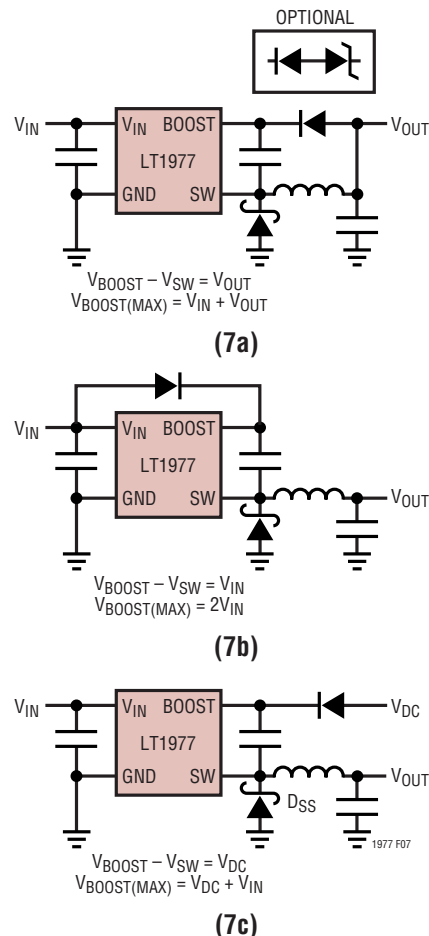 OPTIONAL
V_IN V_IN BOOST V_OUT
LT1977
GND SW
V_BOOST – V_SW = V_OUT
V_BOOST(MAX) = V_IN + V_OUT
(7a)
V_IN V_IN BOOST
LT1977
GND SW V_OUT
V_BOOST – V_SW = V_IN
V_BOOST(MAX) = 2V_IN
(7b)
V_IN V_IN BOOST V_DC
LT1977
GND SW V_OUT
D_SS
1977 F07
V_BOOST – V_SW = V_DC
V_BOOST(MAX) = V_DC + V_IN
(7c)